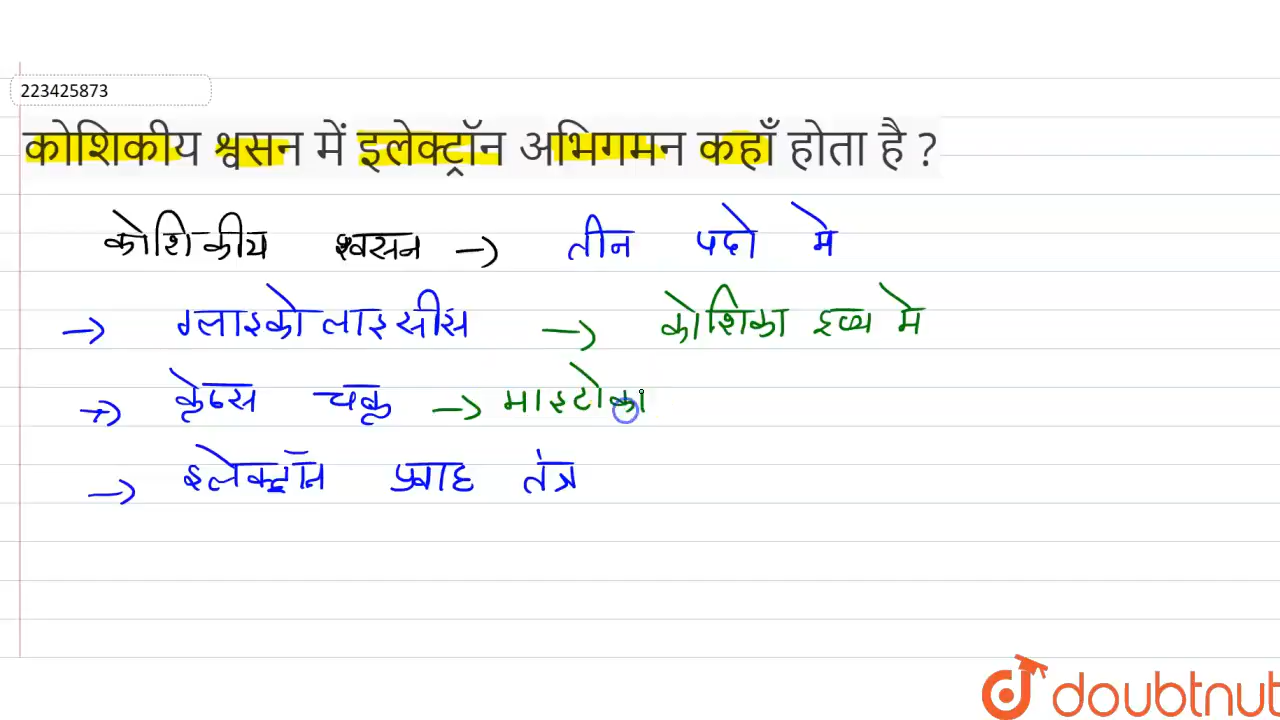 223425873
कोशिकीय श्वसन में इलेक्ट्रॉन अभिगमन कहाँ होता है ?
कोशिकीय श्वसन → तीन पदो मे
→ ग्लाइकोलाइसीस → कोशिका द्रव्य मे
→ क्रेब्स चक्र → माइटोका
→ इलेक्ट्रॉन प्रवाह तंत्र
doubtnut